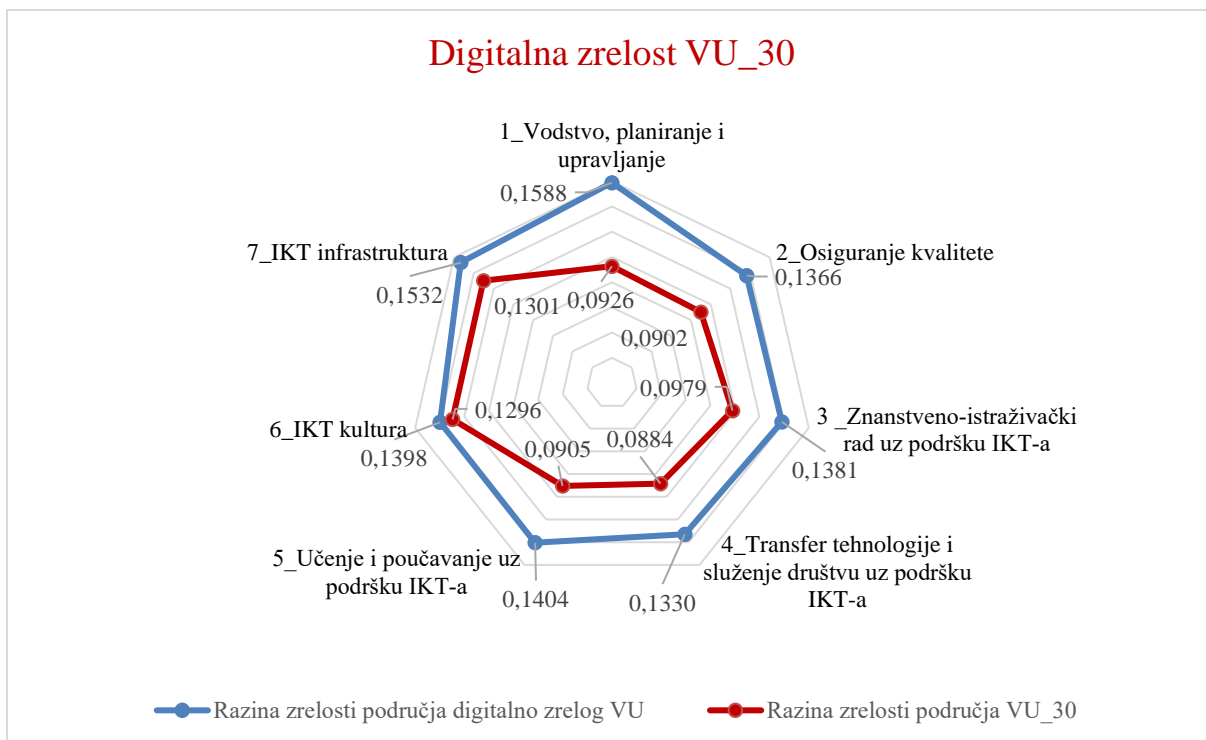 Digitalna zrelost VU_30
1_Vodstvo, planiranje i
upravljanje
0,1588
7_IKT infrastruktura
2_Osiguranje kvalitete
0,1366
0,1532
0,1301
0,0926
0,0902
0,0979
0,1296
6_IKT kultura
0,1398
3 _Znanstveno-istraživački
rad uz podršku IKT-a
0,1381
0,0905
0,0884
5_Učenje i poučavanje uz
podršku IKT-a
0,1404
4_Transfer tehnologije i
služenje društvu uz podršku
IKT-a
0,1330
Razina zrelosti područja digitalno zrelog VU
Razina zrelosti područja VU_30